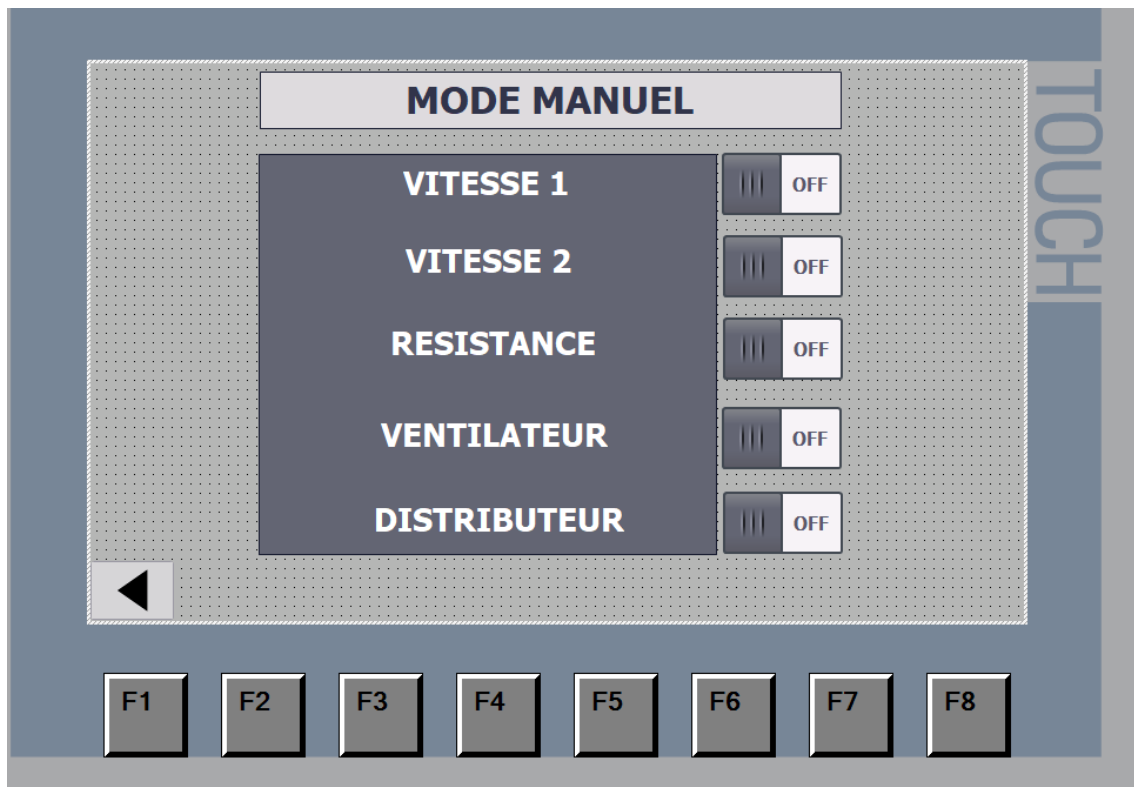 MODE MANUEL
VITESSE 1 OFF
VITESSE 2 OFF
RESISTANCE OFF
VENTILATEUR OFF
DISTRIBUTEUR OFF
TOUCH
F1 F2 F3 F4 F5 F6 F7 F8